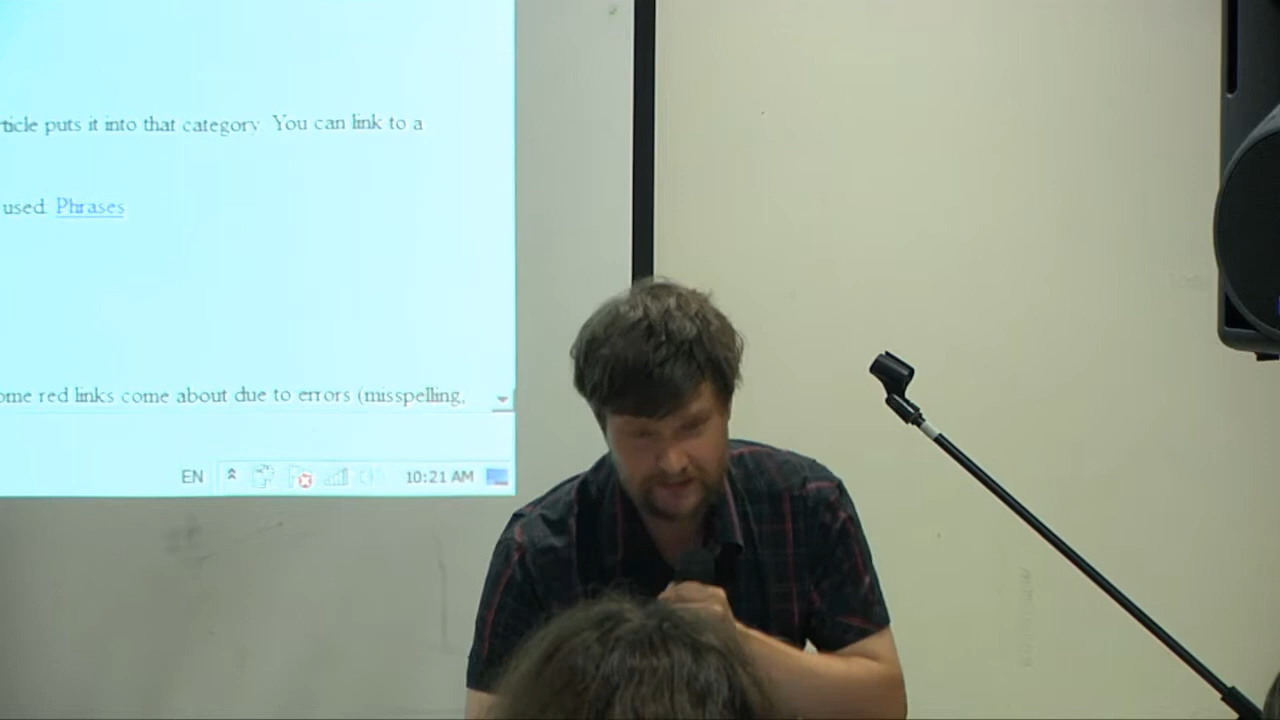 ticle puts it into that category. You can link to a
used. Phrases
ome red links come about due to errors (misspelling,
EN 10:21 AM